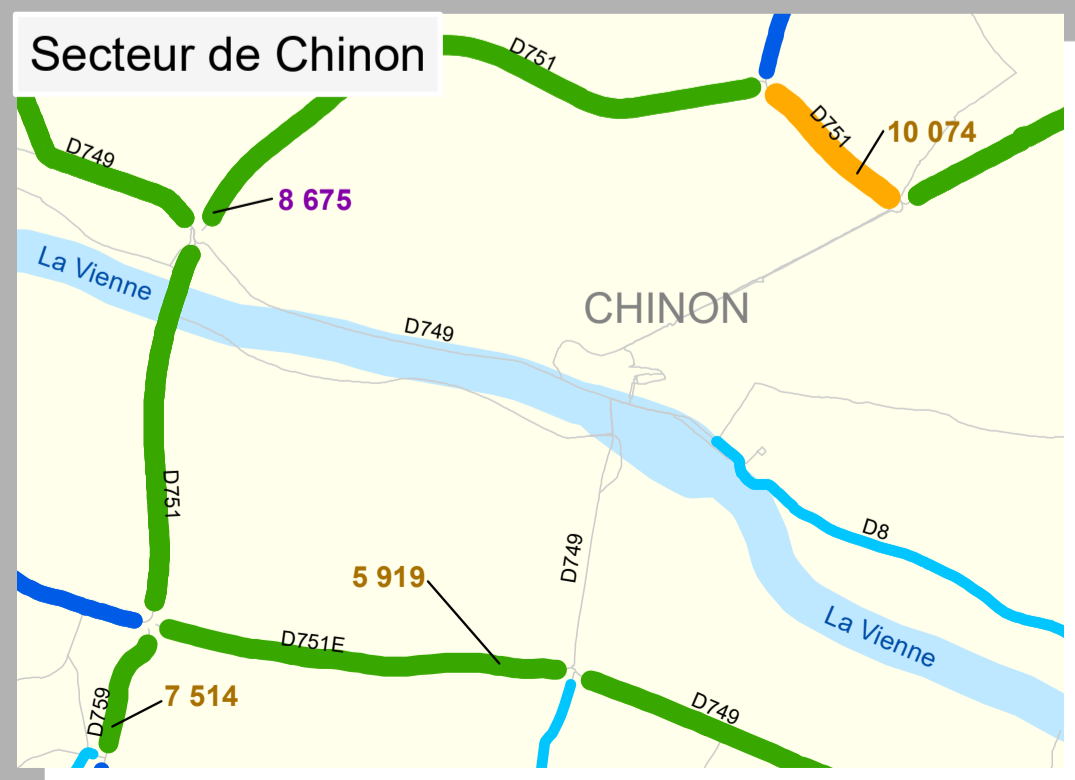 Secteur de Chinon
D751
D751
10 074
D749
8 675
La Vienne
CHINON
D749
D751
D8
D749
5 919
La Vienne
D751E
D759
7 514
D749